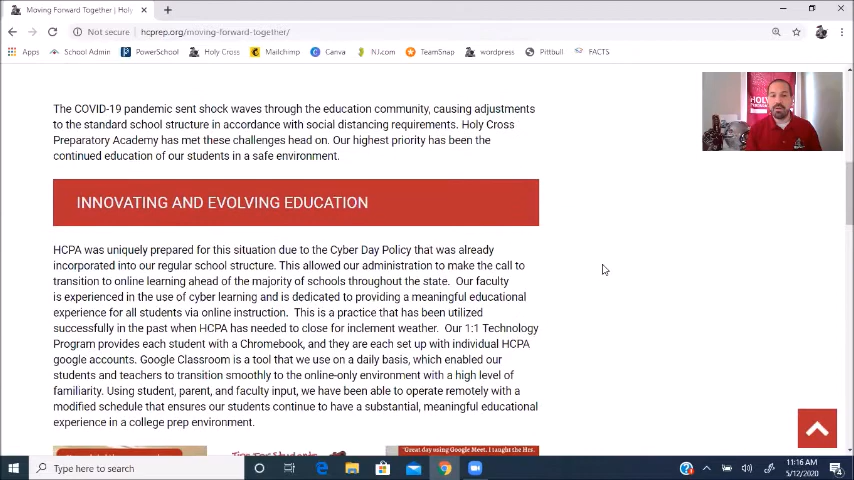 Moving Forward Together | Holy
Not secure | hcprep.org/moving-forward-together/
Apps School Admin PowerSchool Holy Cross Mailchimp Canva NJ.com TeamSnap wordpress Pitbull FACTS
The COVID-19 pandemic sent shock waves through the education community, causing adjustments
to the standard school structure in accordance with social distancing requirements. Holy Cross
Preparatory Academy has met these challenges head on. Our highest priority has been the
continued education of our students in a safe environment.
INNOVATING AND EVOLVING EDUCATION
HCPA was uniquely prepared for this situation due to the Cyber Day Policy that was already
incorporated into our regular school structure. This allowed our administration to make the call to
transition to online learning ahead of the majority of schools throughout the state. Our faculty
is experienced in the use of cyber learning and is dedicated to providing a meaningful educational
experience for all students via online instruction. This is a practice that has been utilized
successfully in the past when HCPA has needed to close for inclement weather. Our 1:1 Technology
Program provides each student with a Chromebook, and they are each set up with individual HCPA
google accounts. Google Classroom is a tool that we use on a daily basis, which enabled our
students and teachers to transition smoothly to the online-only environment with a high level of
familiarity. Using student, parent, and faculty input, we have been able to operate remotely with a
modified schedule that ensures our students continue to have a substantial, meaningful educational
experience in a college prep environment.
Tips For Students
"Great day using Google Meet. I taught the Hrs.
Type here to search
11:16 AM
5/12/2020
4